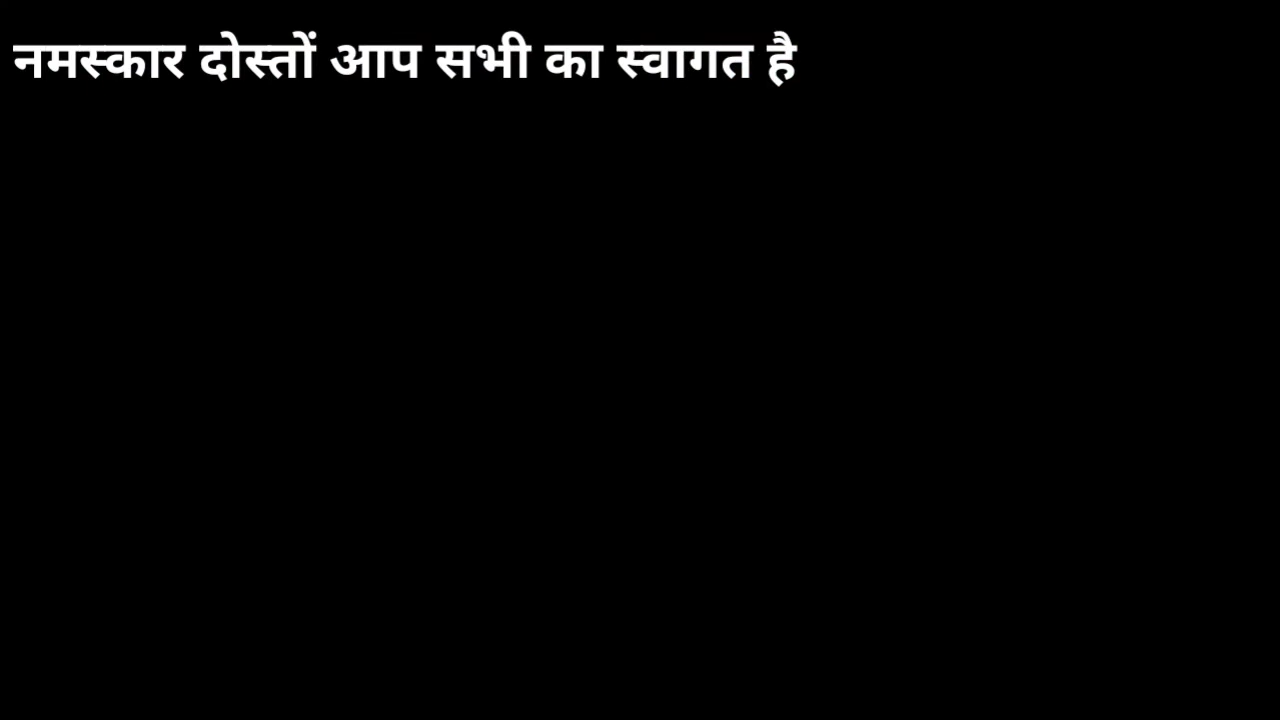 नमस्कार दोस्तों आप सभी का स्वागत है